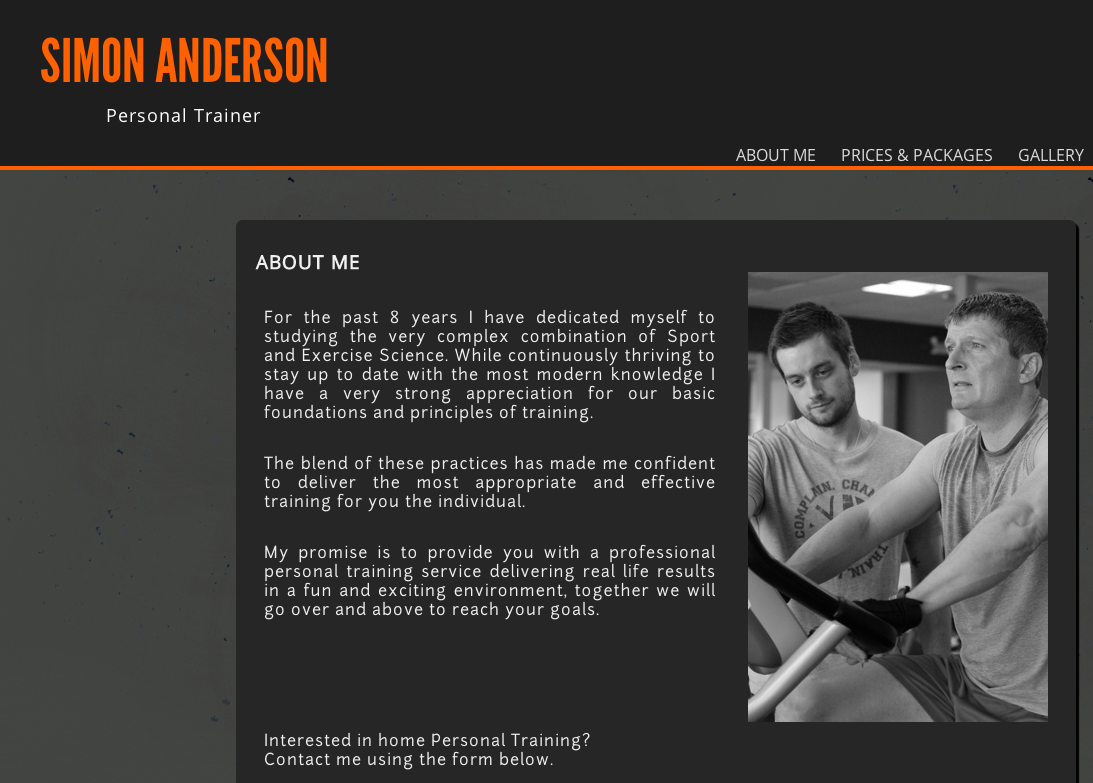 SIMON ANDERSON
Personal Trainer
ABOUT ME PRICES & PACKAGES GALLERY
ABOUT ME
For the past 8 years I have dedicated myself to
studying the very complex combination of Sport
and Exercise Science. While continuously thriving to
stay up to date with the most modern knowledge I
have a very strong appreciation for our basic
foundations and principles of training.
The blend of these practices has made me confident
to deliver the most appropriate and effective
training for you the individual.
My promise is to provide you with a professional
personal training service delivering real life results
in a fun and exciting environment, together we will
go over and above to reach your goals.
COMPLAIN.
TRAIN.
Interested in home Personal Training?
Contact me using the form below.